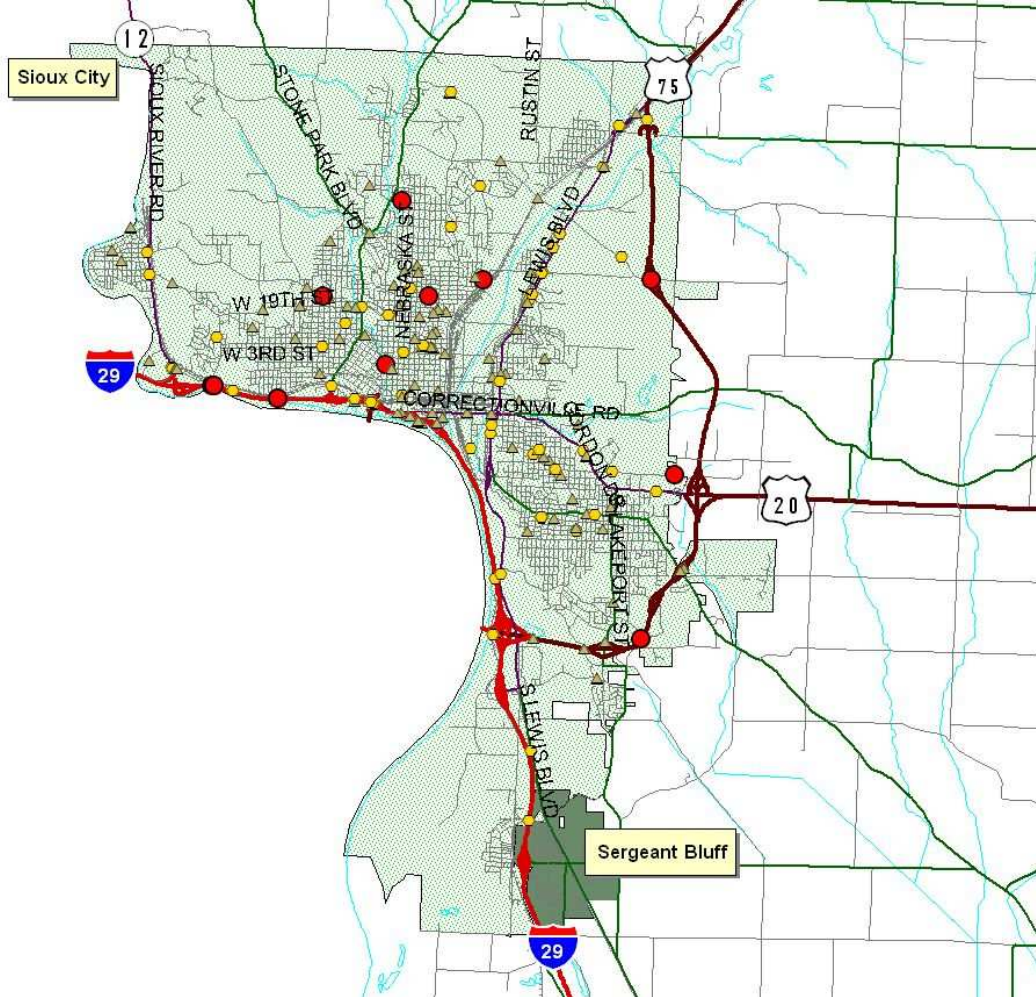 12
Sioux City
75
RUSTIN ST
SIOUX RIVER RD
STONE PARK BLVD
LEWIS BLVD
NEBRASKA ST
W 19TH ST
W 3RD ST
29
CORRECTIONVILLE RD
GORDON DR
20
S LAKEPORT ST
S LEWIS BLVD
Sergeant Bluff
29